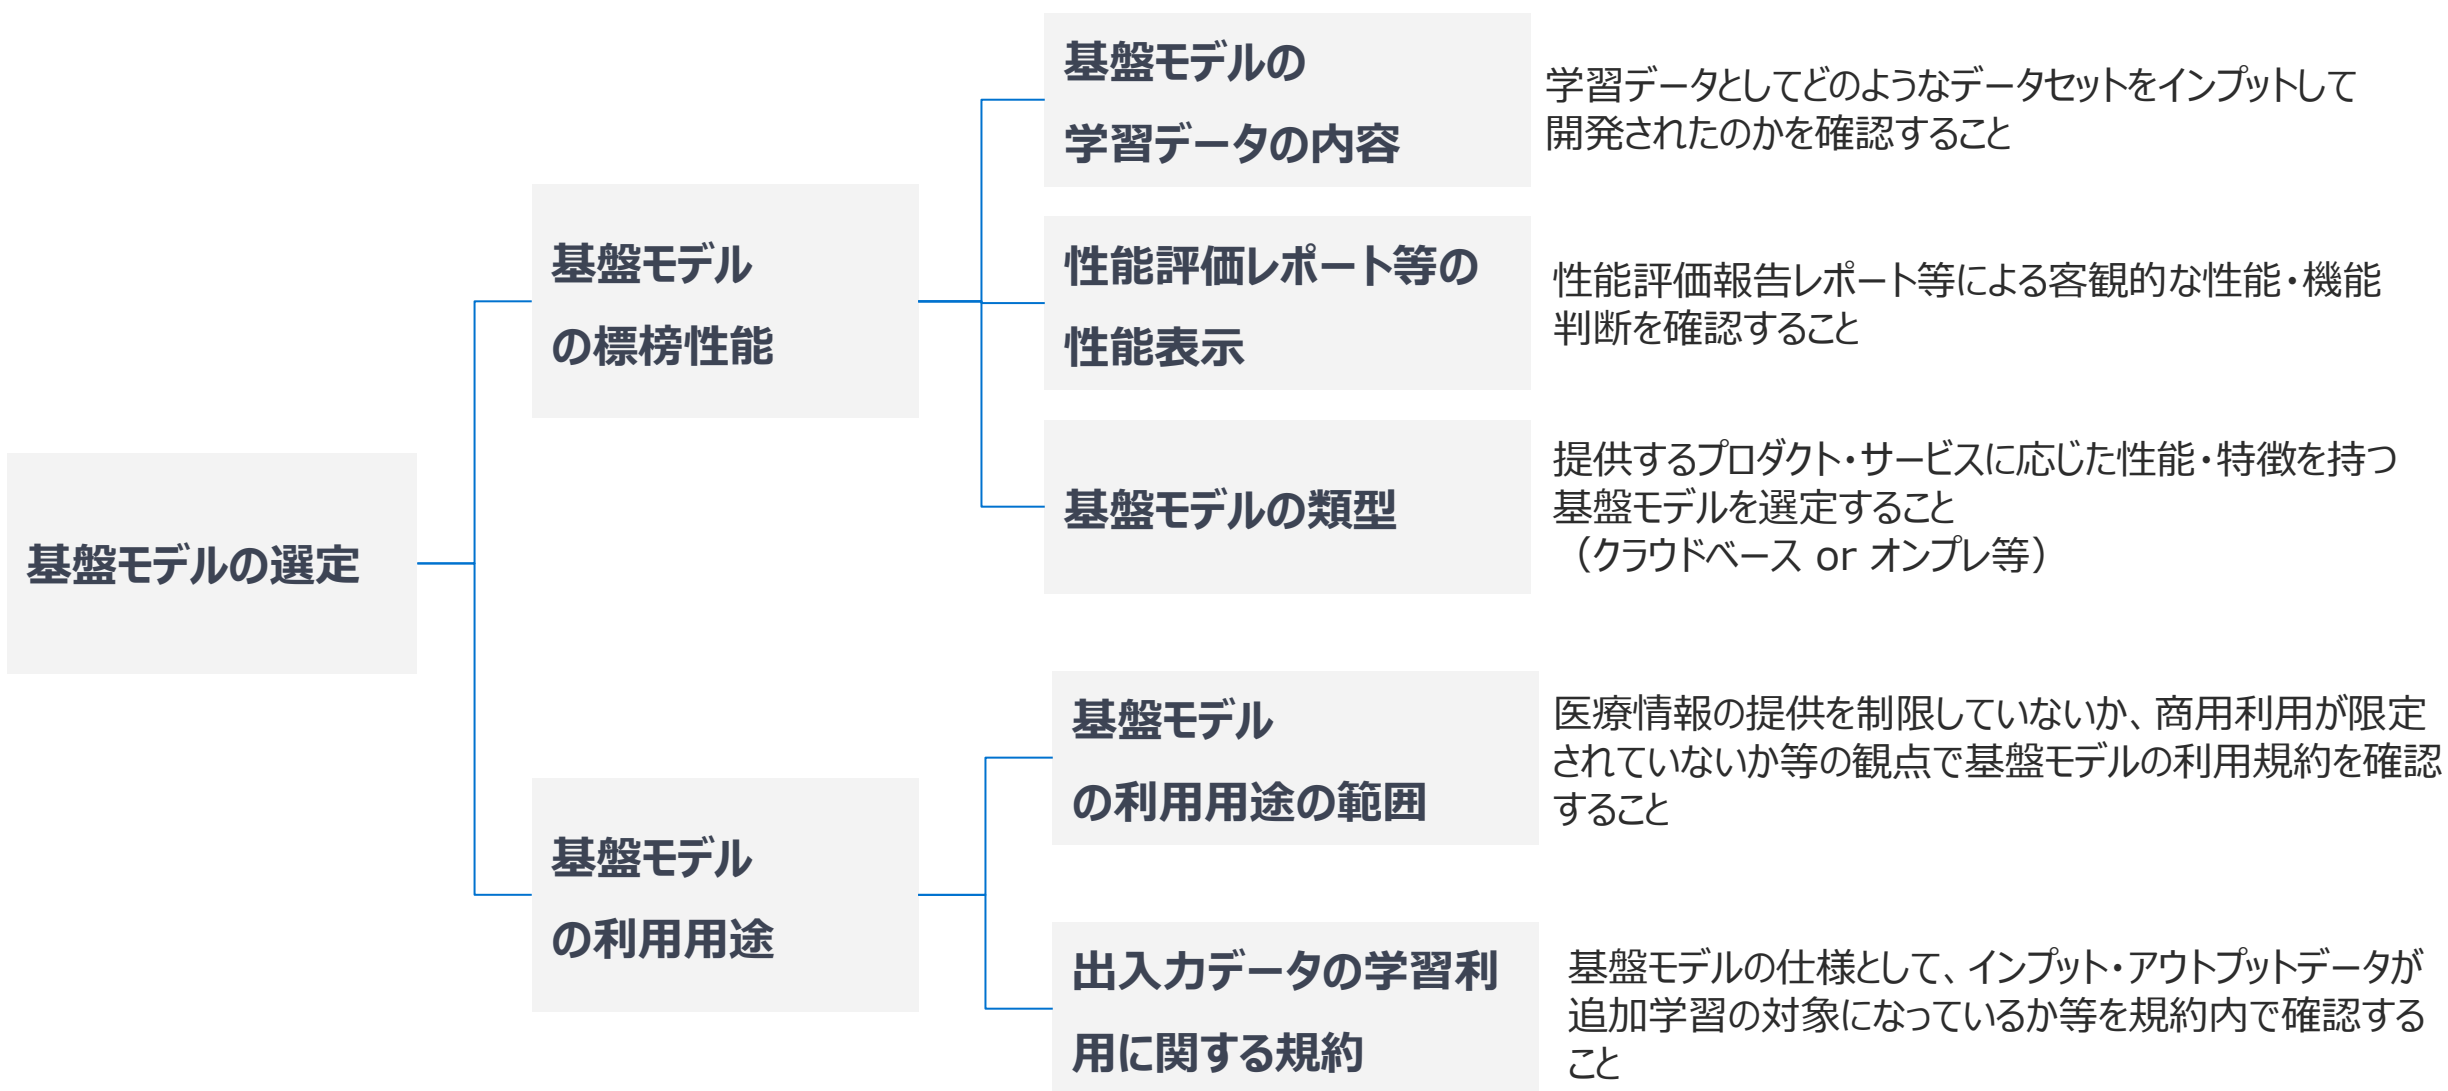 基盤モデルの選定
基盤モデル
の標榜性能
基盤モデルの
学習データの内容
学習データとしてどのようなデータセットをインプットして
開発されたのかを確認すること
性能評価レポート等の
性能表示
性能評価報告レポート等による客観的な性能・機能
判断を確認すること
基盤モデルの類型
提供するプロダクト・サービスに応じた性能・特徴を持つ
基盤モデルを選定すること
（クラウドベース or オンプレ等）
基盤モデル
の利用用途
基盤モデル
の利用用途の範囲
医療情報の提供を制限していないか、商用利用が限定
されていないか等の観点で基盤モデルの利用規約を確認
すること
出入力データの学習利
用に関する規約
基盤モデルの仕様として、インプット・アウトプットデータが
追加学習の対象になっているか等を規約内で確認する
こと